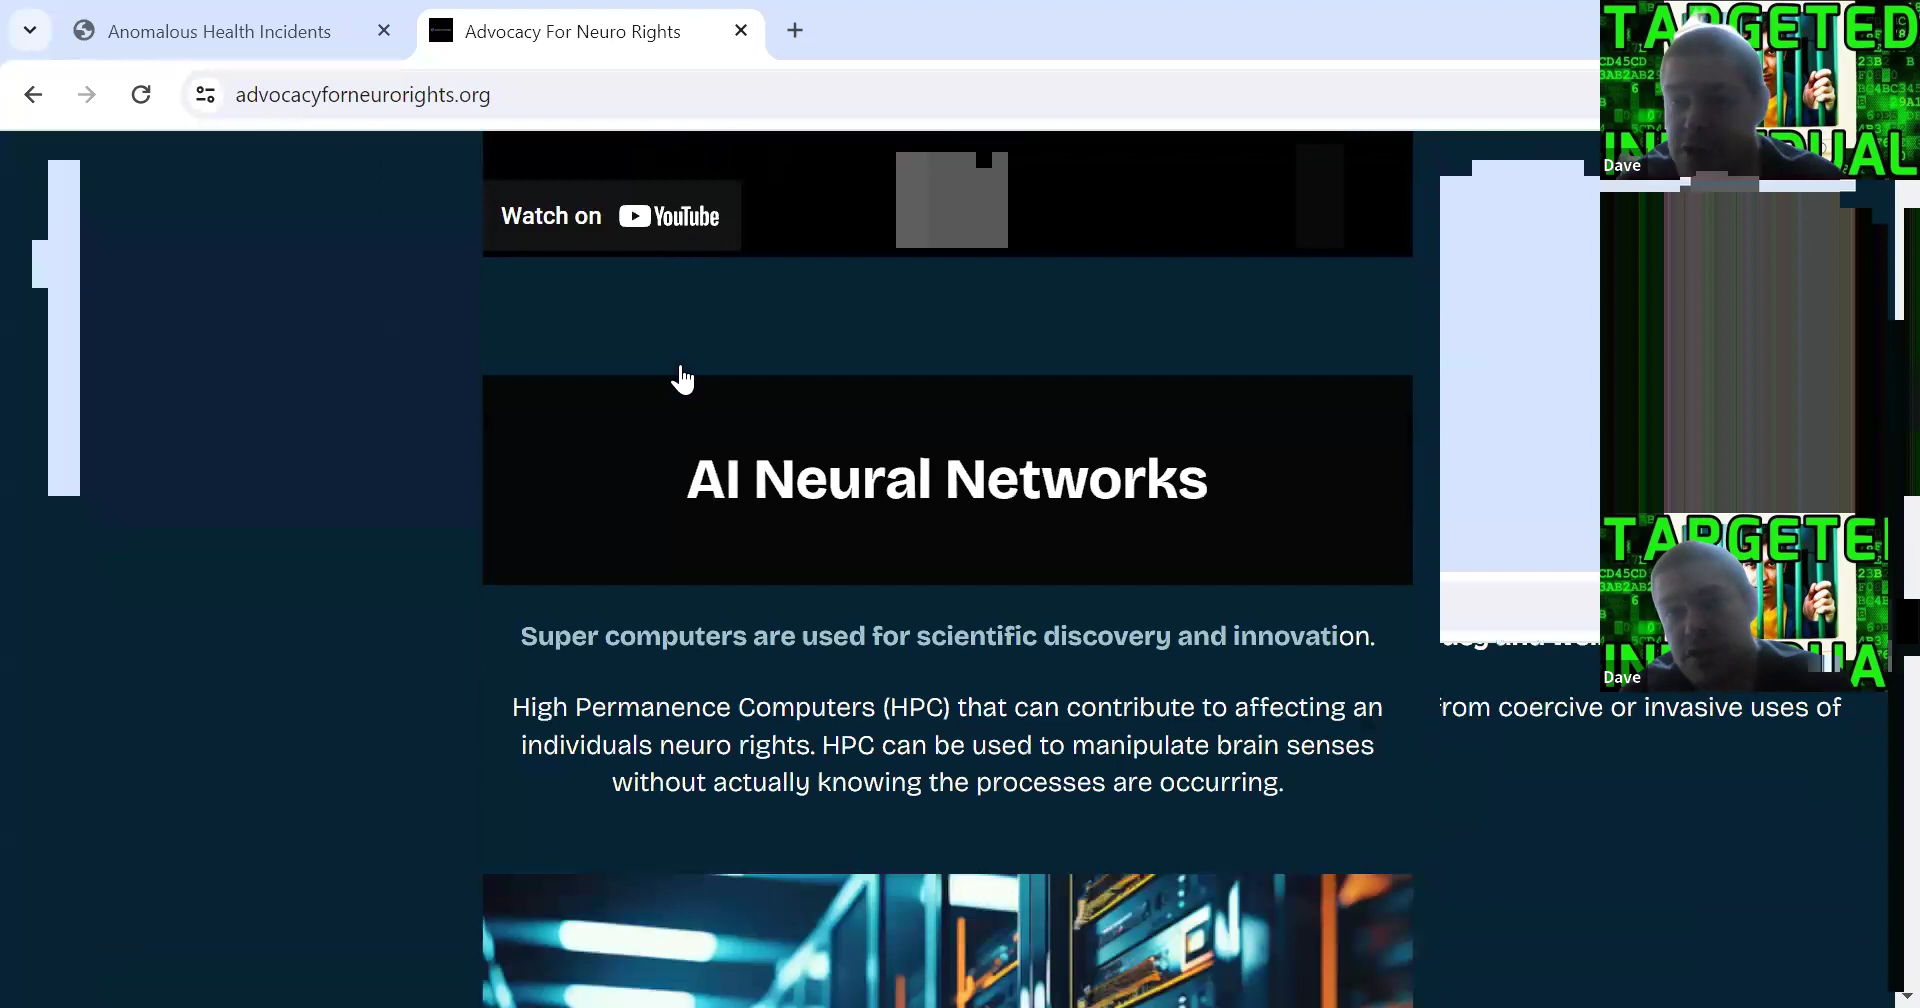 Anomalous Health Incidents
Advocacy For Neuro Rights
advocacyforneurorights.org
TARGETED
Dave
Watch on YouTube
AI Neural Networks
Super computers are used for scientific discovery and innovation.
High Permanence Computers (HPC) that can contribute to affecting an
individuals neuro rights. HPC can be used to manipulate brain senses
without actually knowing the processes are occurring.
from coercive or invasive uses of
Dave